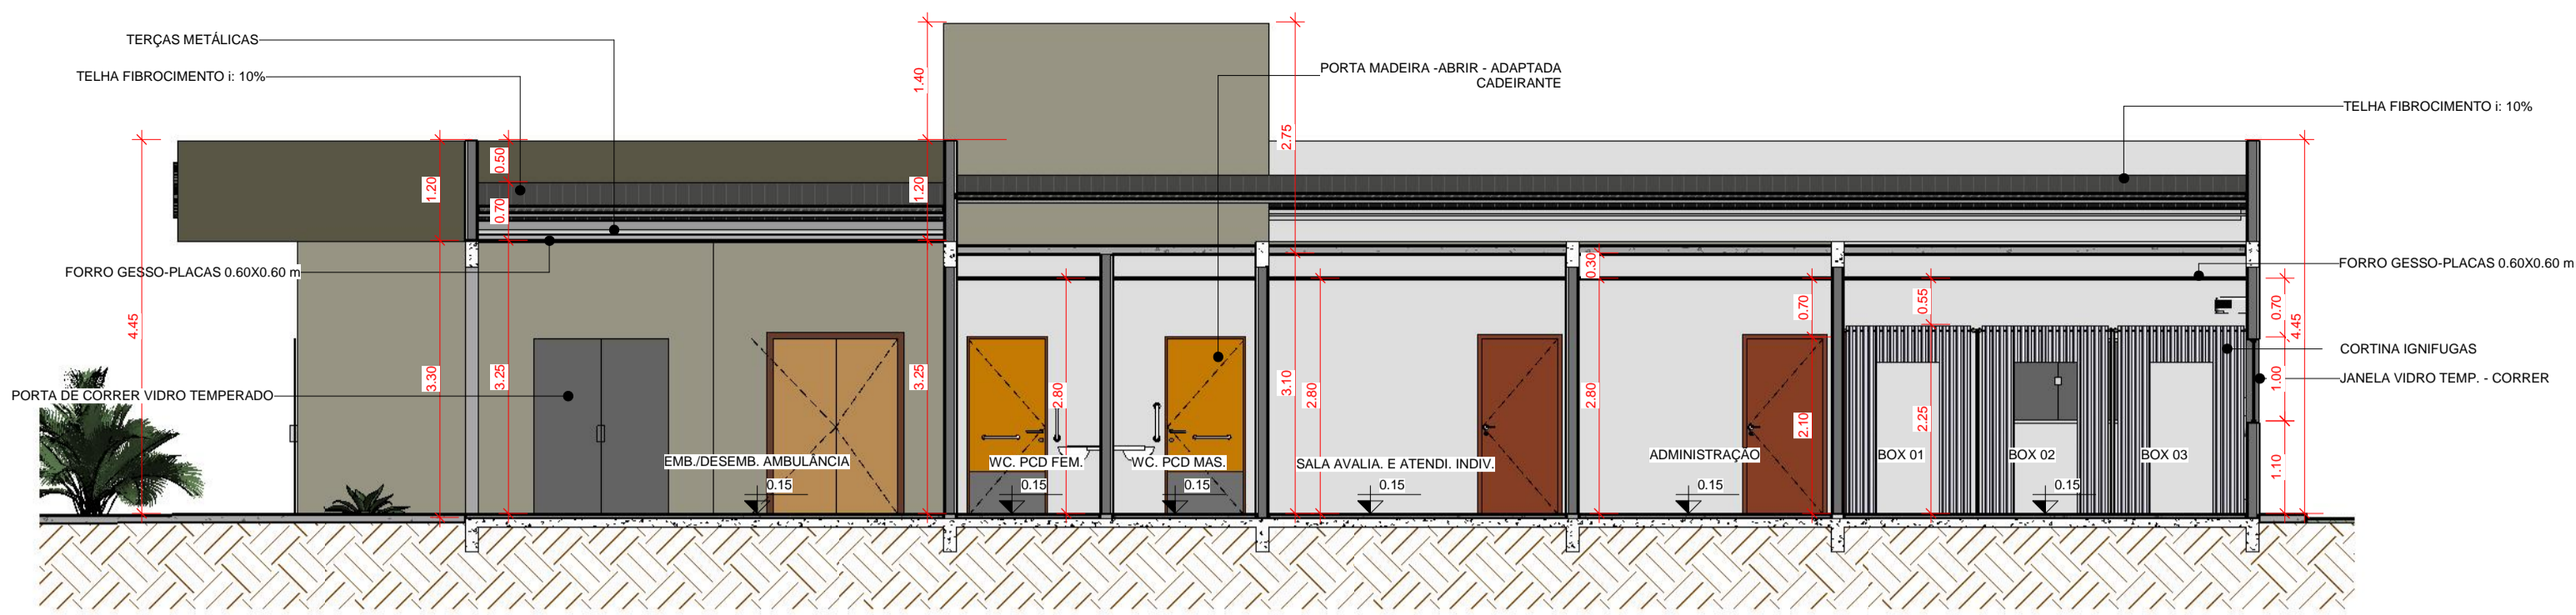 TERÇAS METÁLICAS
TELHA FIBROCIMENTO i: 10%
PORTA MADEIRA -ABRIR - ADAPTADA
CADEIRANTE
TELHA FIBROCIMENTO i: 10%
1.40
2.75
0.50
1.20
0.70
1.20
FORRO GESSO-PLACAS 0.60X0.60 m
FORRO GESSO-PLACAS 0.60X0.60 m
0.30
0.55
0.70
0.70
4.45
4.45
CORTINA IGNIFUGAS
JANELA VIDRO TEMP. - CORRER
PORTA DE CORRER VIDRO TEMPERADO
3.30
3.25
3.25
2.80
3.10
2.80
2.80
2.10
2.25
1.00
1.10
EMB./DESEMB. AMBULÂNCIA
WC. PCD FEM.
WC. PCD MAS.
SALA AVALIA. E ATENDI. INDIV.
ADMINISTRAÇÃO
BOX 01
BOX 02
BOX 03
0.15
0.15
0.15
0.15
0.15
0.15